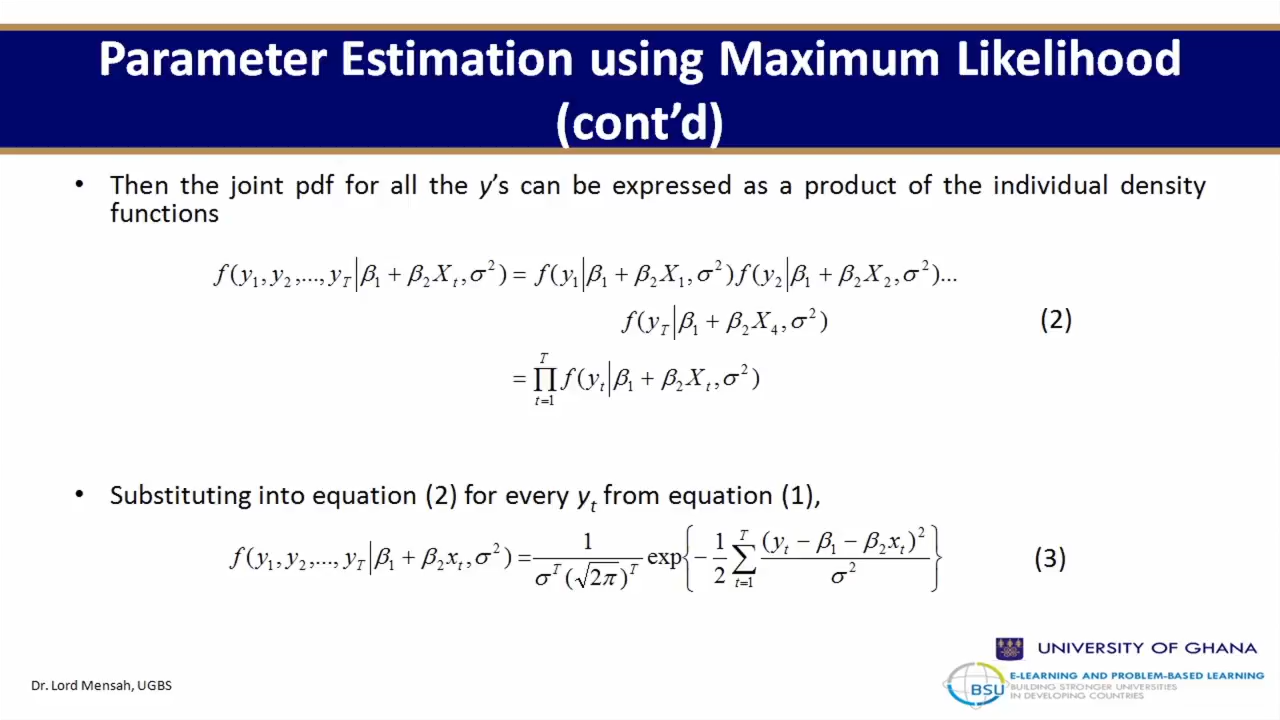 Parameter Estimation using Maximum Likelihood
(cont'd)
• Then the joint pdf for all the y's can be expressed as a product of the individual density
functions
f(y₁, y₂,..., y_T|β₁ + β₂X_t, σ²) = f(y₁|β₁ + β₂X₁, σ²)f(y₂|β₁ + β₂X₂, σ²)...
f(y_T|β₁ + β₂X₄, σ²) (2)
= ∏_{t=1}^{T} f(y_t|β₁ + β₂X_t, σ²)
• Substituting into equation (2) for every y_t from equation (1),
f(y₁, y₂,..., y_T|β₁ + β₂x_t, σ²) = 1/(σ^T(√2π)^T) exp{-1/2 ∑_{t=1}^{T} (y_t − β₁ − β₂x_t)²/σ²} (3)
UNIVERSITY OF GHANA
Dr. Lord Mensah, UGBS
BSU
E-LEARNING AND PROBLEM-BASED LEARNING
BUILDING STRONGER UNIVERSITIES
IN DEVELOPING COUNTRIES